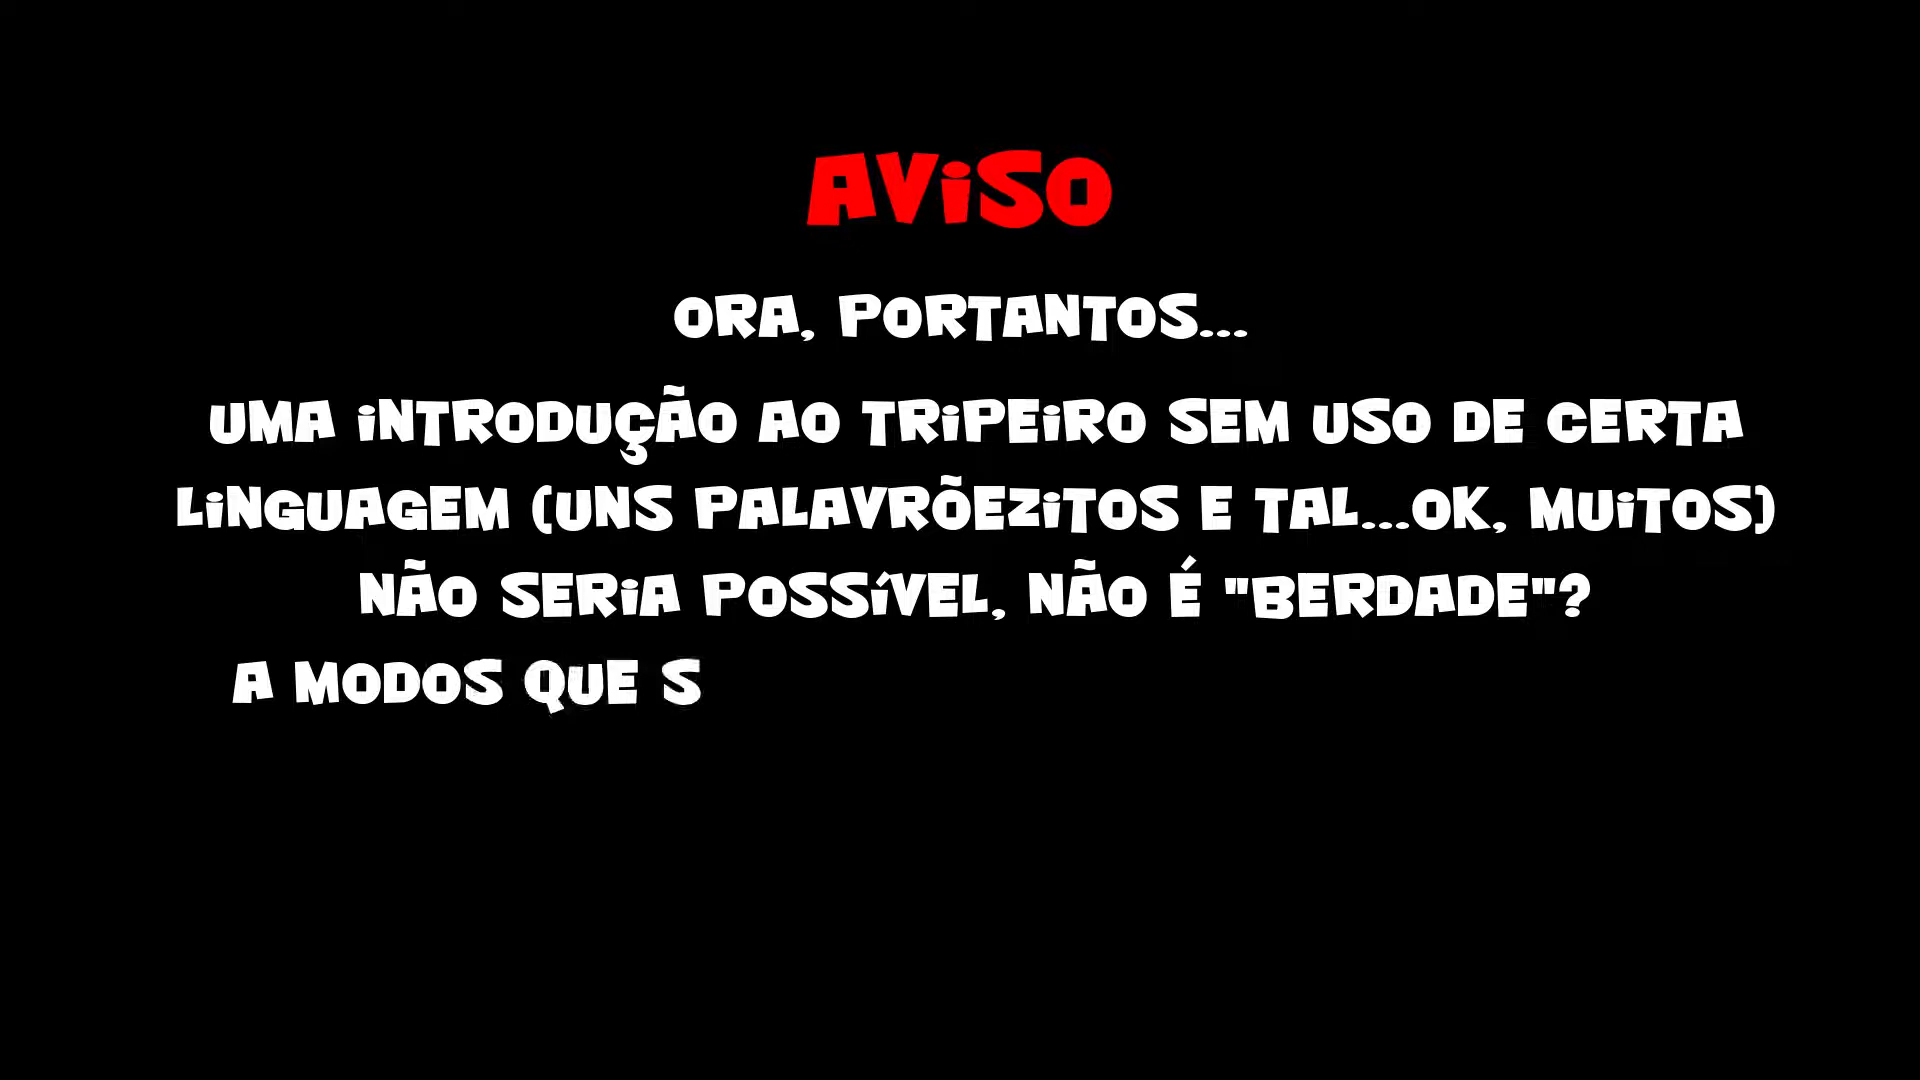 AVISO
ORA, PORTANTOS...
UMA INTRODUÇÃO AO TRIPEIRO SEM USO DE CERTA
LINGUAGEM (UNS PALAVRÕEZITOS E TAL...OK, MUITOS)
NÃO SERIA POSSÍVEL, NÃO É "BERDADE"?
A MODOS QUE S